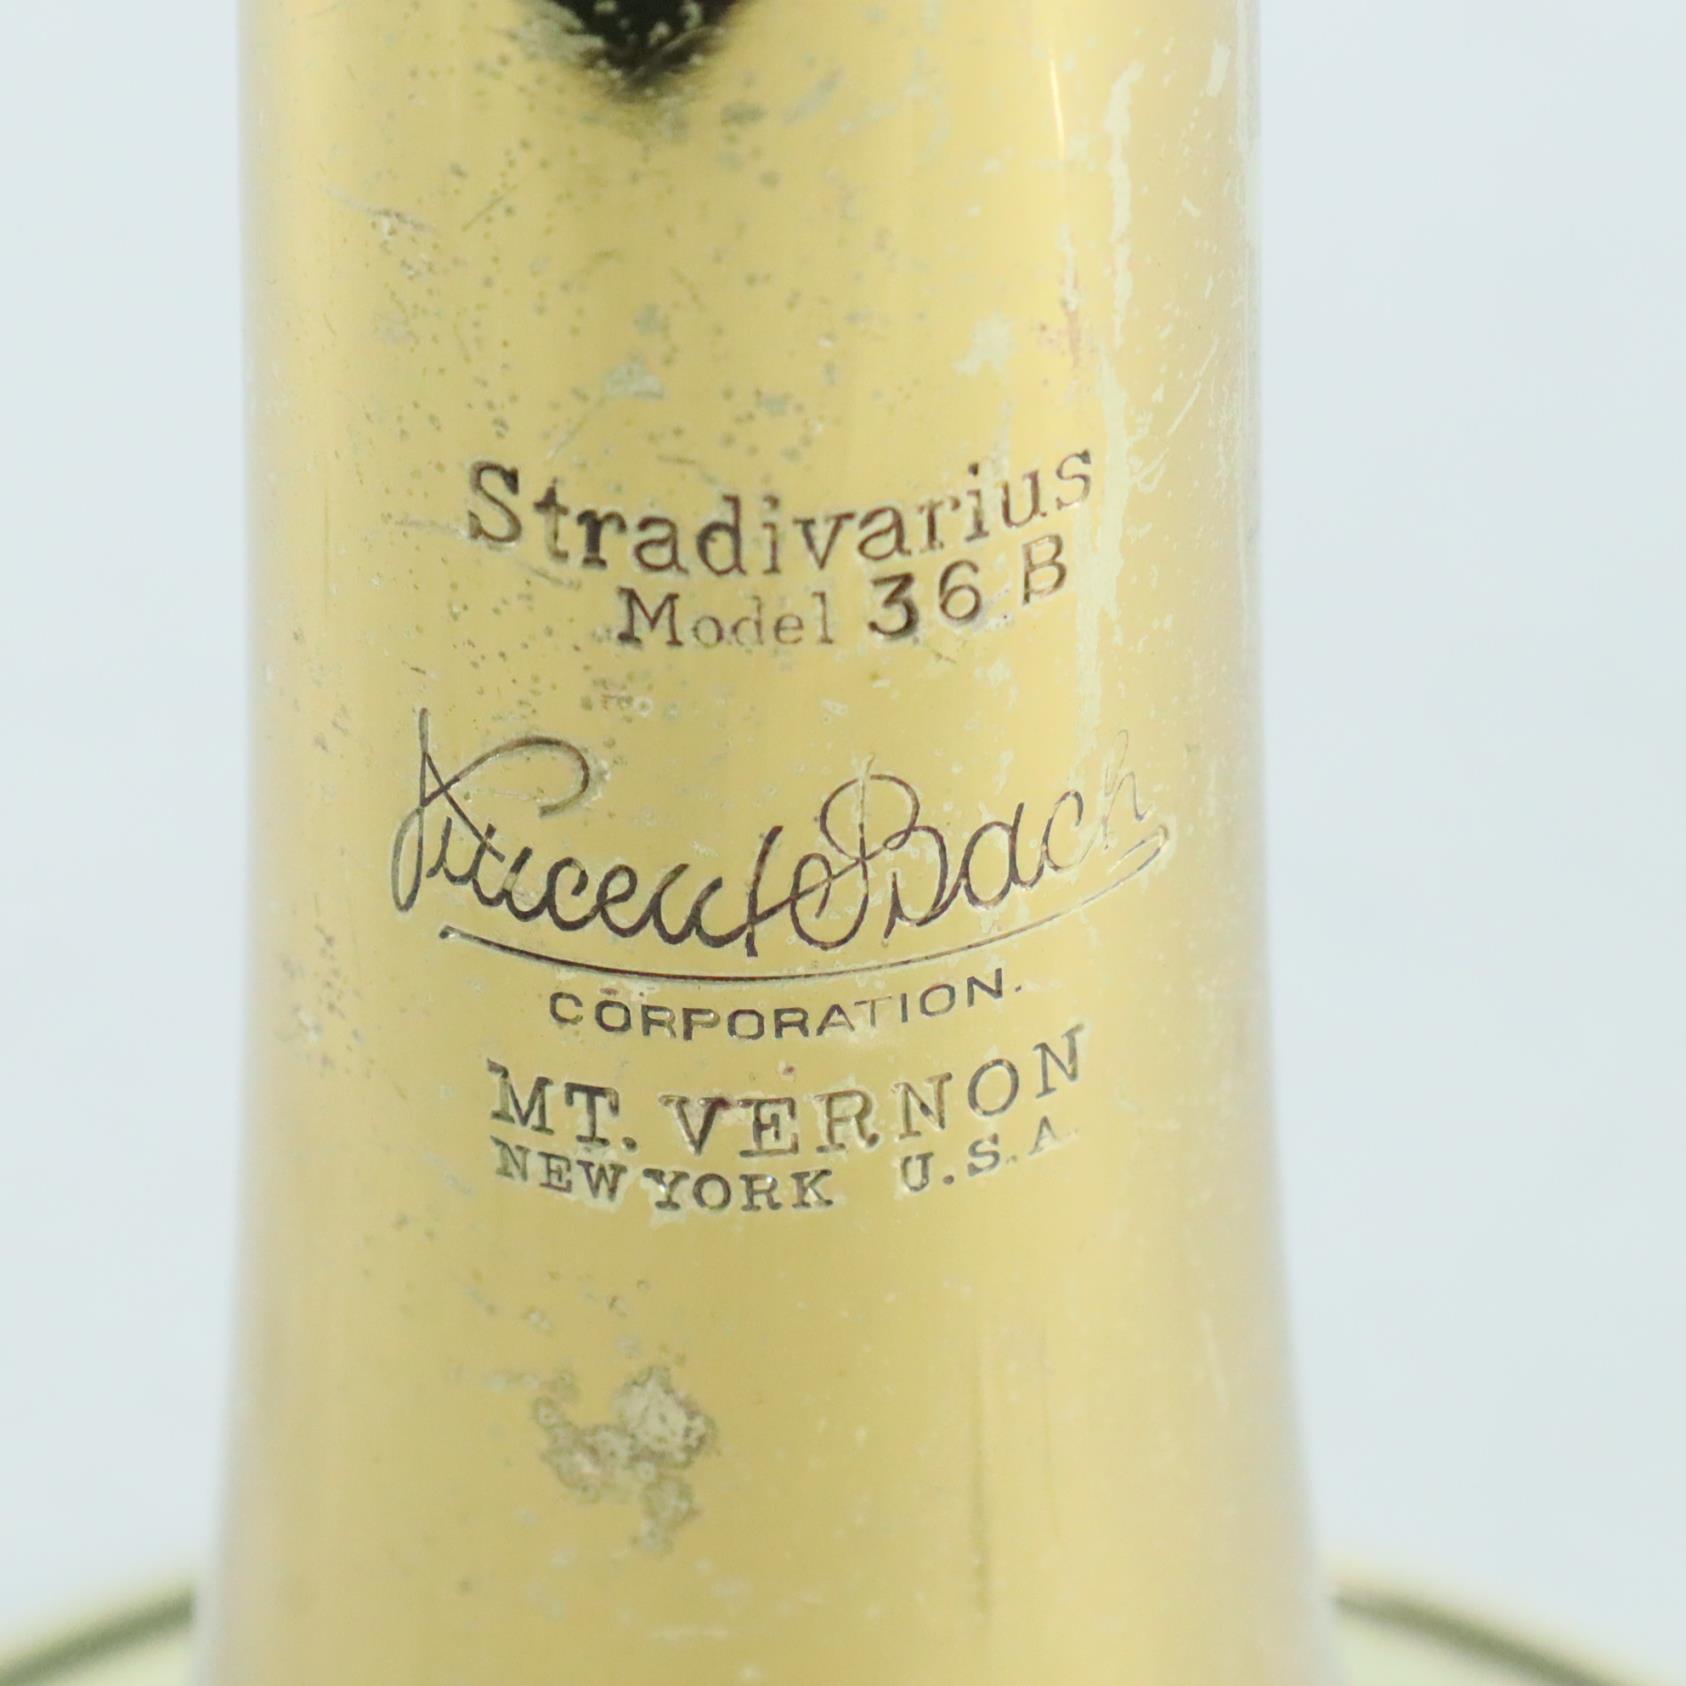 Stradivarius
Model 36 B
Vincent Bach
CORPORATION.
MT. VERNON
NEW YORK U.S.A.